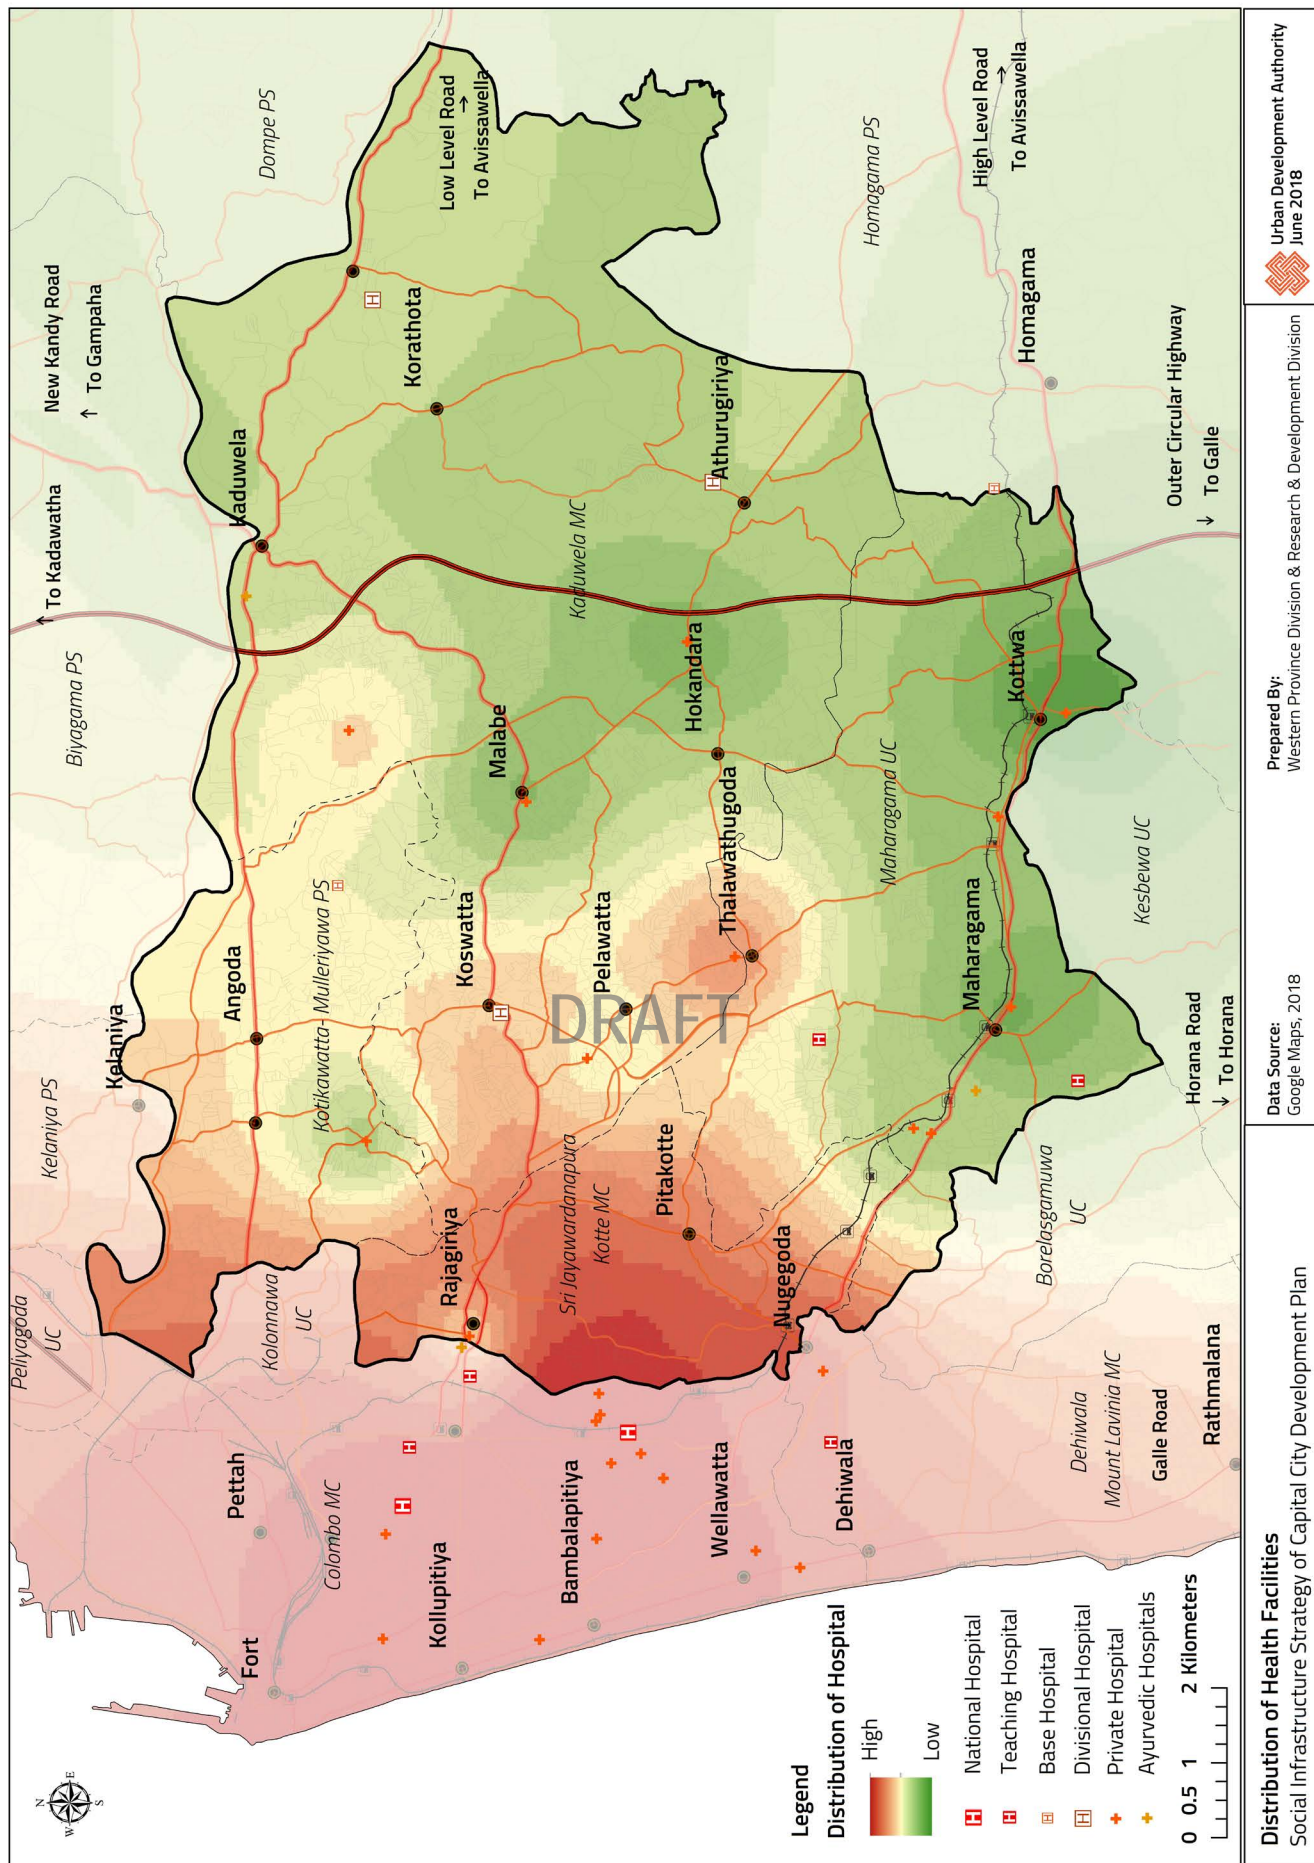 New Kandy Road
↑ To Gampaha
↑ To Kadawatha
Dompe PS
Biyagama PS
Low Level Road
→
To Avissawella
Peliyagoda
UC
Kelaniya PS
Kelaniya
Kaduwela
Angoda
Korathota
Kotikawatta- Mulleriyawa PS
Kolonnawa
UC
Fort
Pettah
Colombo MC
Rajagiriya
Koswatta
Malabe
Kaduwela MC
Kollupitiya
Sri Jayawardanapura
Kotte MC
Pelawatta
DRAFT
Bambalapitiya
Pitakotte
Hokandara
Athurugiriya
Thalawathugoda
Wellawatta
Nugegoda
Homagama PS
Maharagama UC
Dehiwala
Maharagama
Kottwa
High Level Road
→
To Avissawella
Homagama
Borelasgamuwa
UC
Kesbewa UC
Dehiwala
Mount Lavinia MC
Galle Road
Rathmalana
Horana Road
↓ To Horana
Outer Circular Highway
↓ To Galle
N
E
S
W
Legend
Distribution of Hospital
High
Low
H National Hospital
H Teaching Hospital
H Base Hospital
H Divisional Hospital
Private Hospital
Ayurvedic Hospitals
0 0.5 1 2 Kilometers
Distribution of Health Facilities
Social Infrastructure Strategy of Capital City Development Plan
Data Source:
Google Maps, 2018
Prepared By:
Western Province Division & Research & Development Division
Urban Development Authority
June 2018